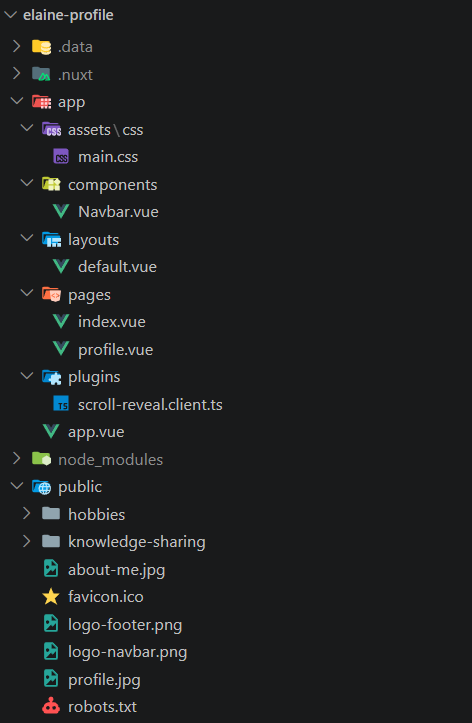 elaine-profile
.data
.nuxt
app
assets\css
main.css
components
Navbar.vue
layouts
default.vue
pages
index.vue
profile.vue
plugins
scroll-reveal.client.ts
app.vue
node_modules
public
hobbies
knowledge-sharing
about-me.jpg
favicon.ico
logo-footer.png
logo-navbar.png
profile.jpg
robots.txt